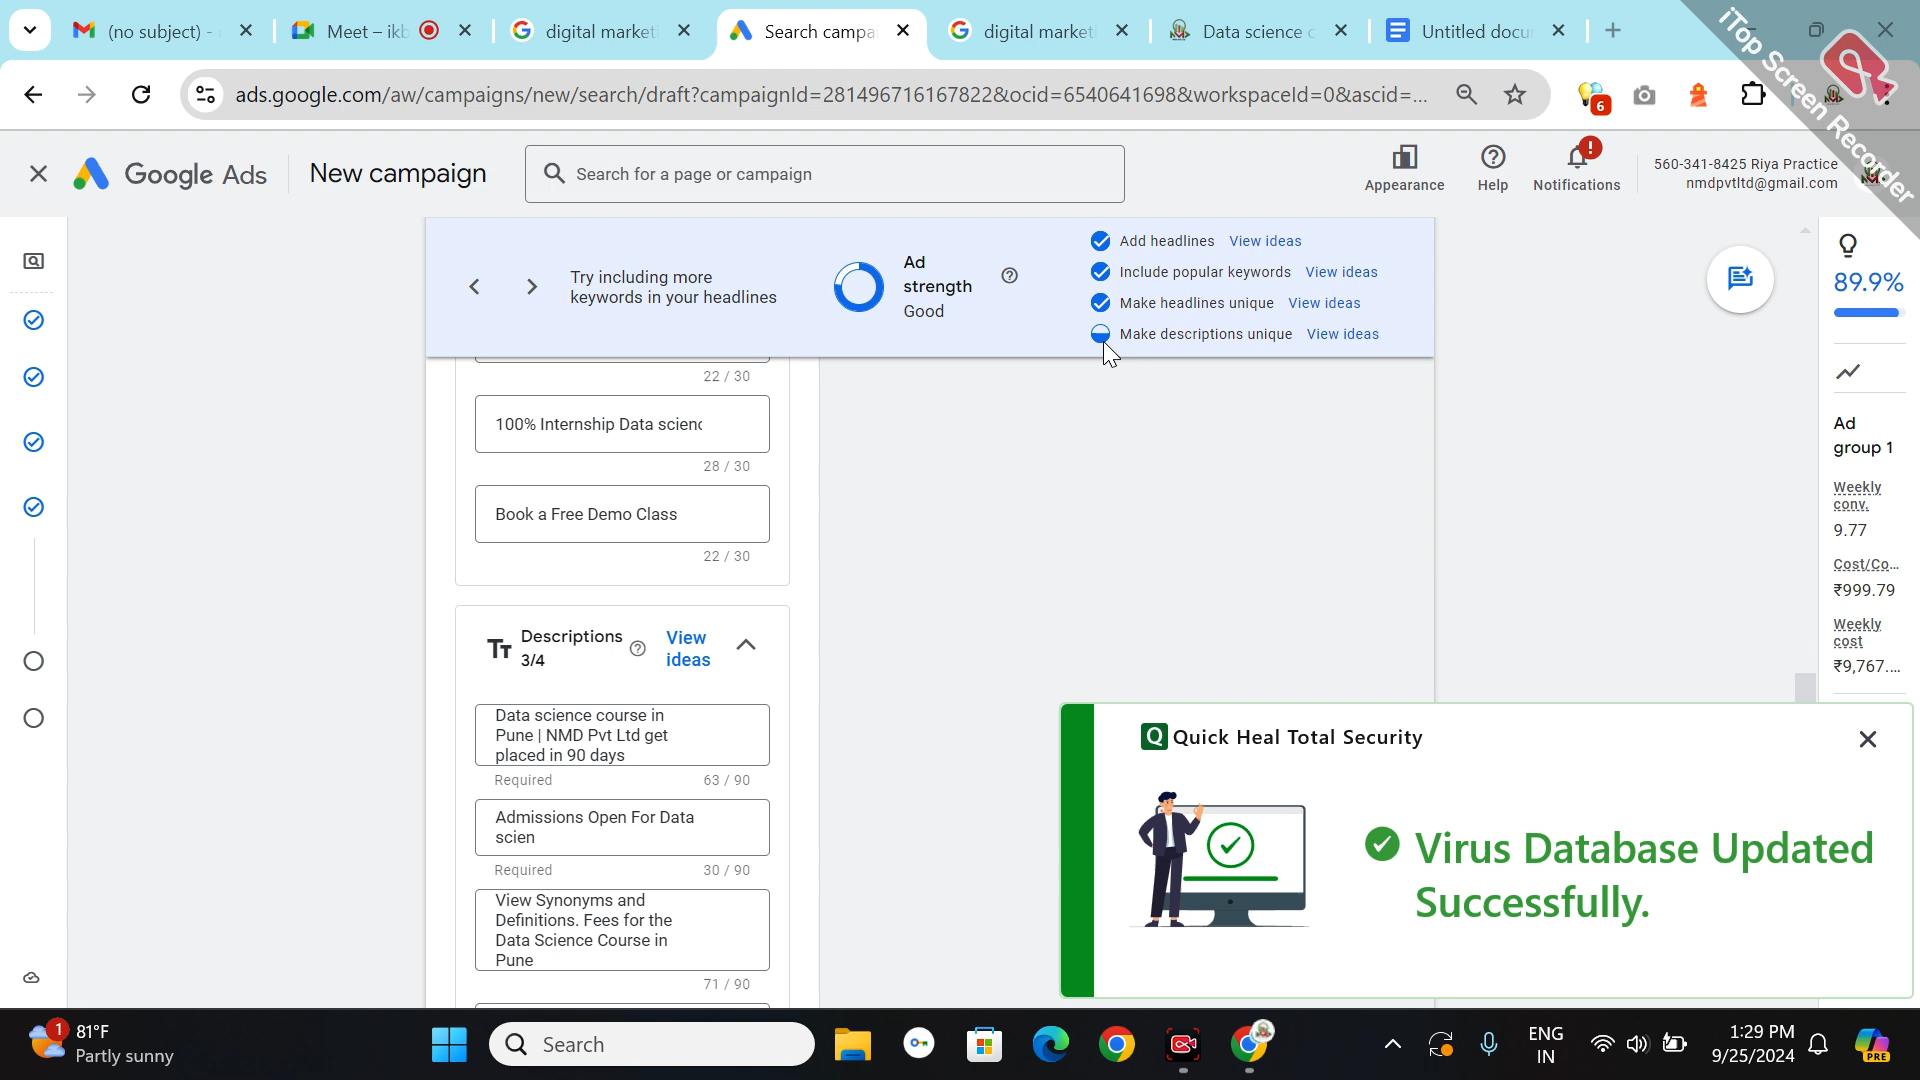 (no subject) -
Meet – ikb
digital market
Search campa
digital market
Data science c
Untitled docu
iTop Screen Recorder
ads.google.com/aw/campaigns/new/search/draft?campaignId=281496716167822&ocid=6540641698&workspaceId=0&ascid=...
6
Google Ads
New campaign
Search for a page or campaign
Appearance
Help
Notifications
560-341-8425 Riya Practice
nmdpvtltd@gmail.com
Try including more
keywords in your headlines
Ad
strength
Good
Add headlines View ideas
Include popular keywords View ideas
Make headlines unique View ideas
Make descriptions unique View ideas
89.9%
22 / 30
100% Internship Data scienc
28 / 30
Book a Free Demo Class
22 / 30
Ad
group 1
Weekly
conv.
9.77
Cost/Co...
₹999.79
Weekly
cost
₹9,767....
Tт Descriptions
3/4
View
ideas
Data science course in
Pune | NMD Pvt Ltd get
placed in 90 days
Required 63 / 90
Admissions Open For Data
scien
Required 30 / 90
View Synonyms and
Definitions. Fees for the
Data Science Course in
Pune
71 / 90
Q Quick Heal Total Security
Virus Database Updated
Successfully.
1
81°F
Partly sunny
Search
ENG
IN
1:29 PM
9/25/2024
PRE